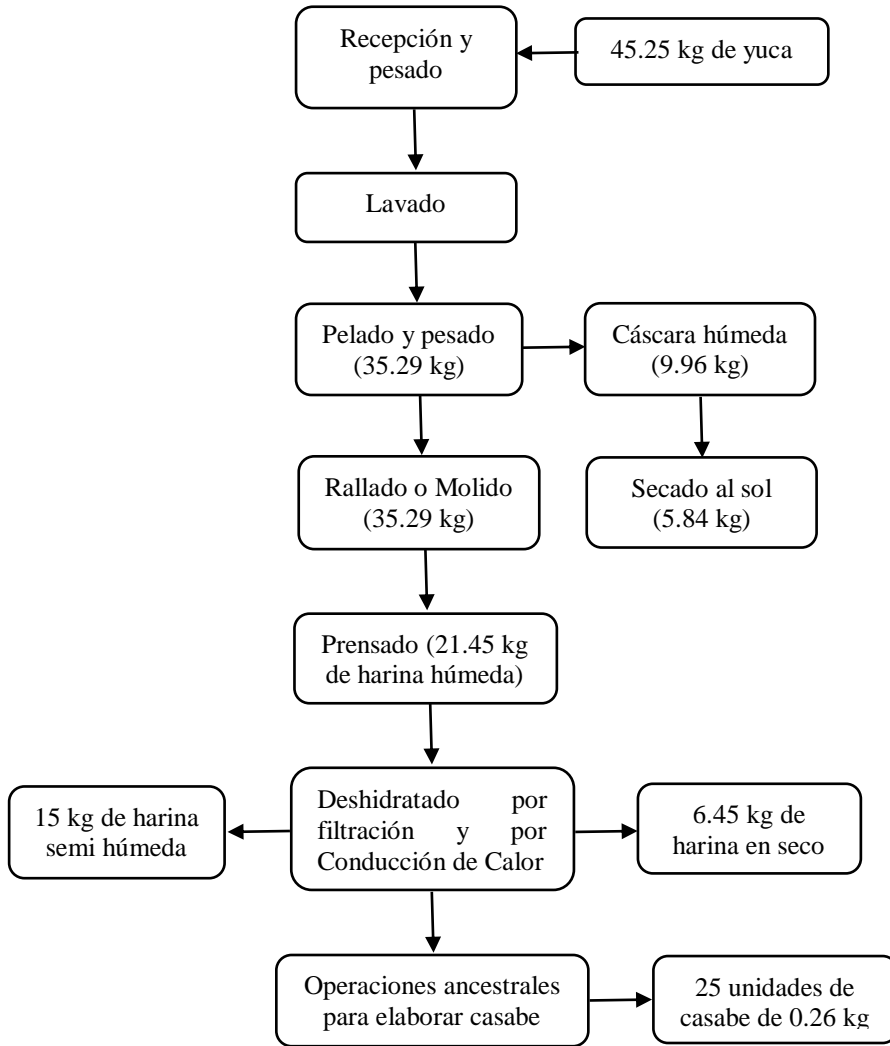 Recepción y
pesado
45.25 kg de yuca
Lavado
Pelado y pesado
(35.29 kg)
Cáscara húmeda
(9.96 kg)
Rallado o Molido
(35.29 kg)
Secado al sol
(5.84 kg)
Prensado (21.45 kg
de harina húmeda)
15 kg de harina
semi húmeda
Deshidratado por
filtración y por
Conducción de Calor
6.45 kg de
harina en seco
Operaciones ancestrales
para elaborar casabe
25 unidades de
casabe de 0.26 kg